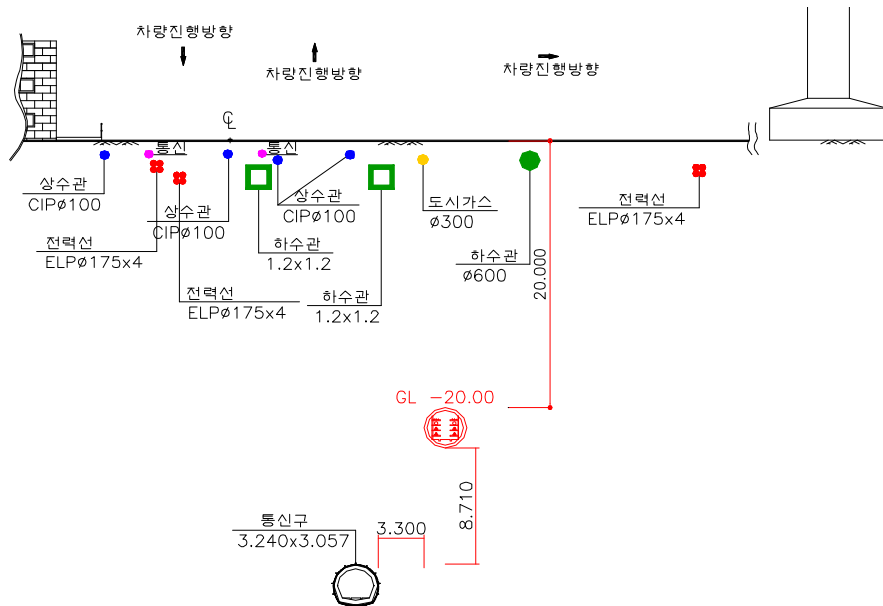 차량진행방향
차량진행방향
차량진행방향
℄
통신
통신
상수관
CIPø100
상수관
CIPø100
상수관
CIPø100
도시가스
ø300
전력선
ELPø175x4
전력선
ELPø175x4
하수관
1.2x1.2
하수관
ø600
20.000
전력선
ELPø175x4
하수관
1.2x1.2
GL -20.00
8.710
통신구
3.240x3.057
3.300